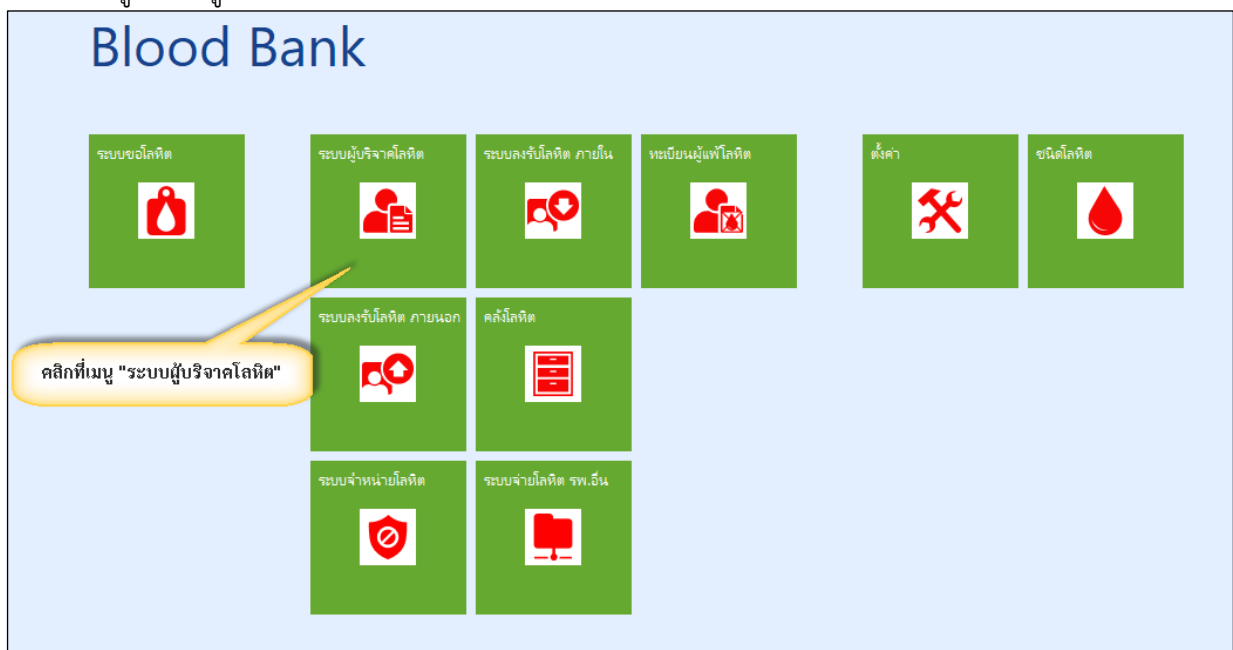 Blood Bank
ระบบขอโลหิต
ระบบผู้บริจาคโลหิต
ระบบลงรับโลหิต ภายใน
ทะเบียนผู้แพ้โลหิต
ตั้งค่า
ชนิดโลหิต
ระบบลงรับโลหิต ภายนอก
คลังโลหิต
คลิกที่เมนู "ระบบผู้บริจาคโลหิต"
ระบบจำหน่ายโลหิต
ระบบจ่ายโลหิต รพ.อื่น